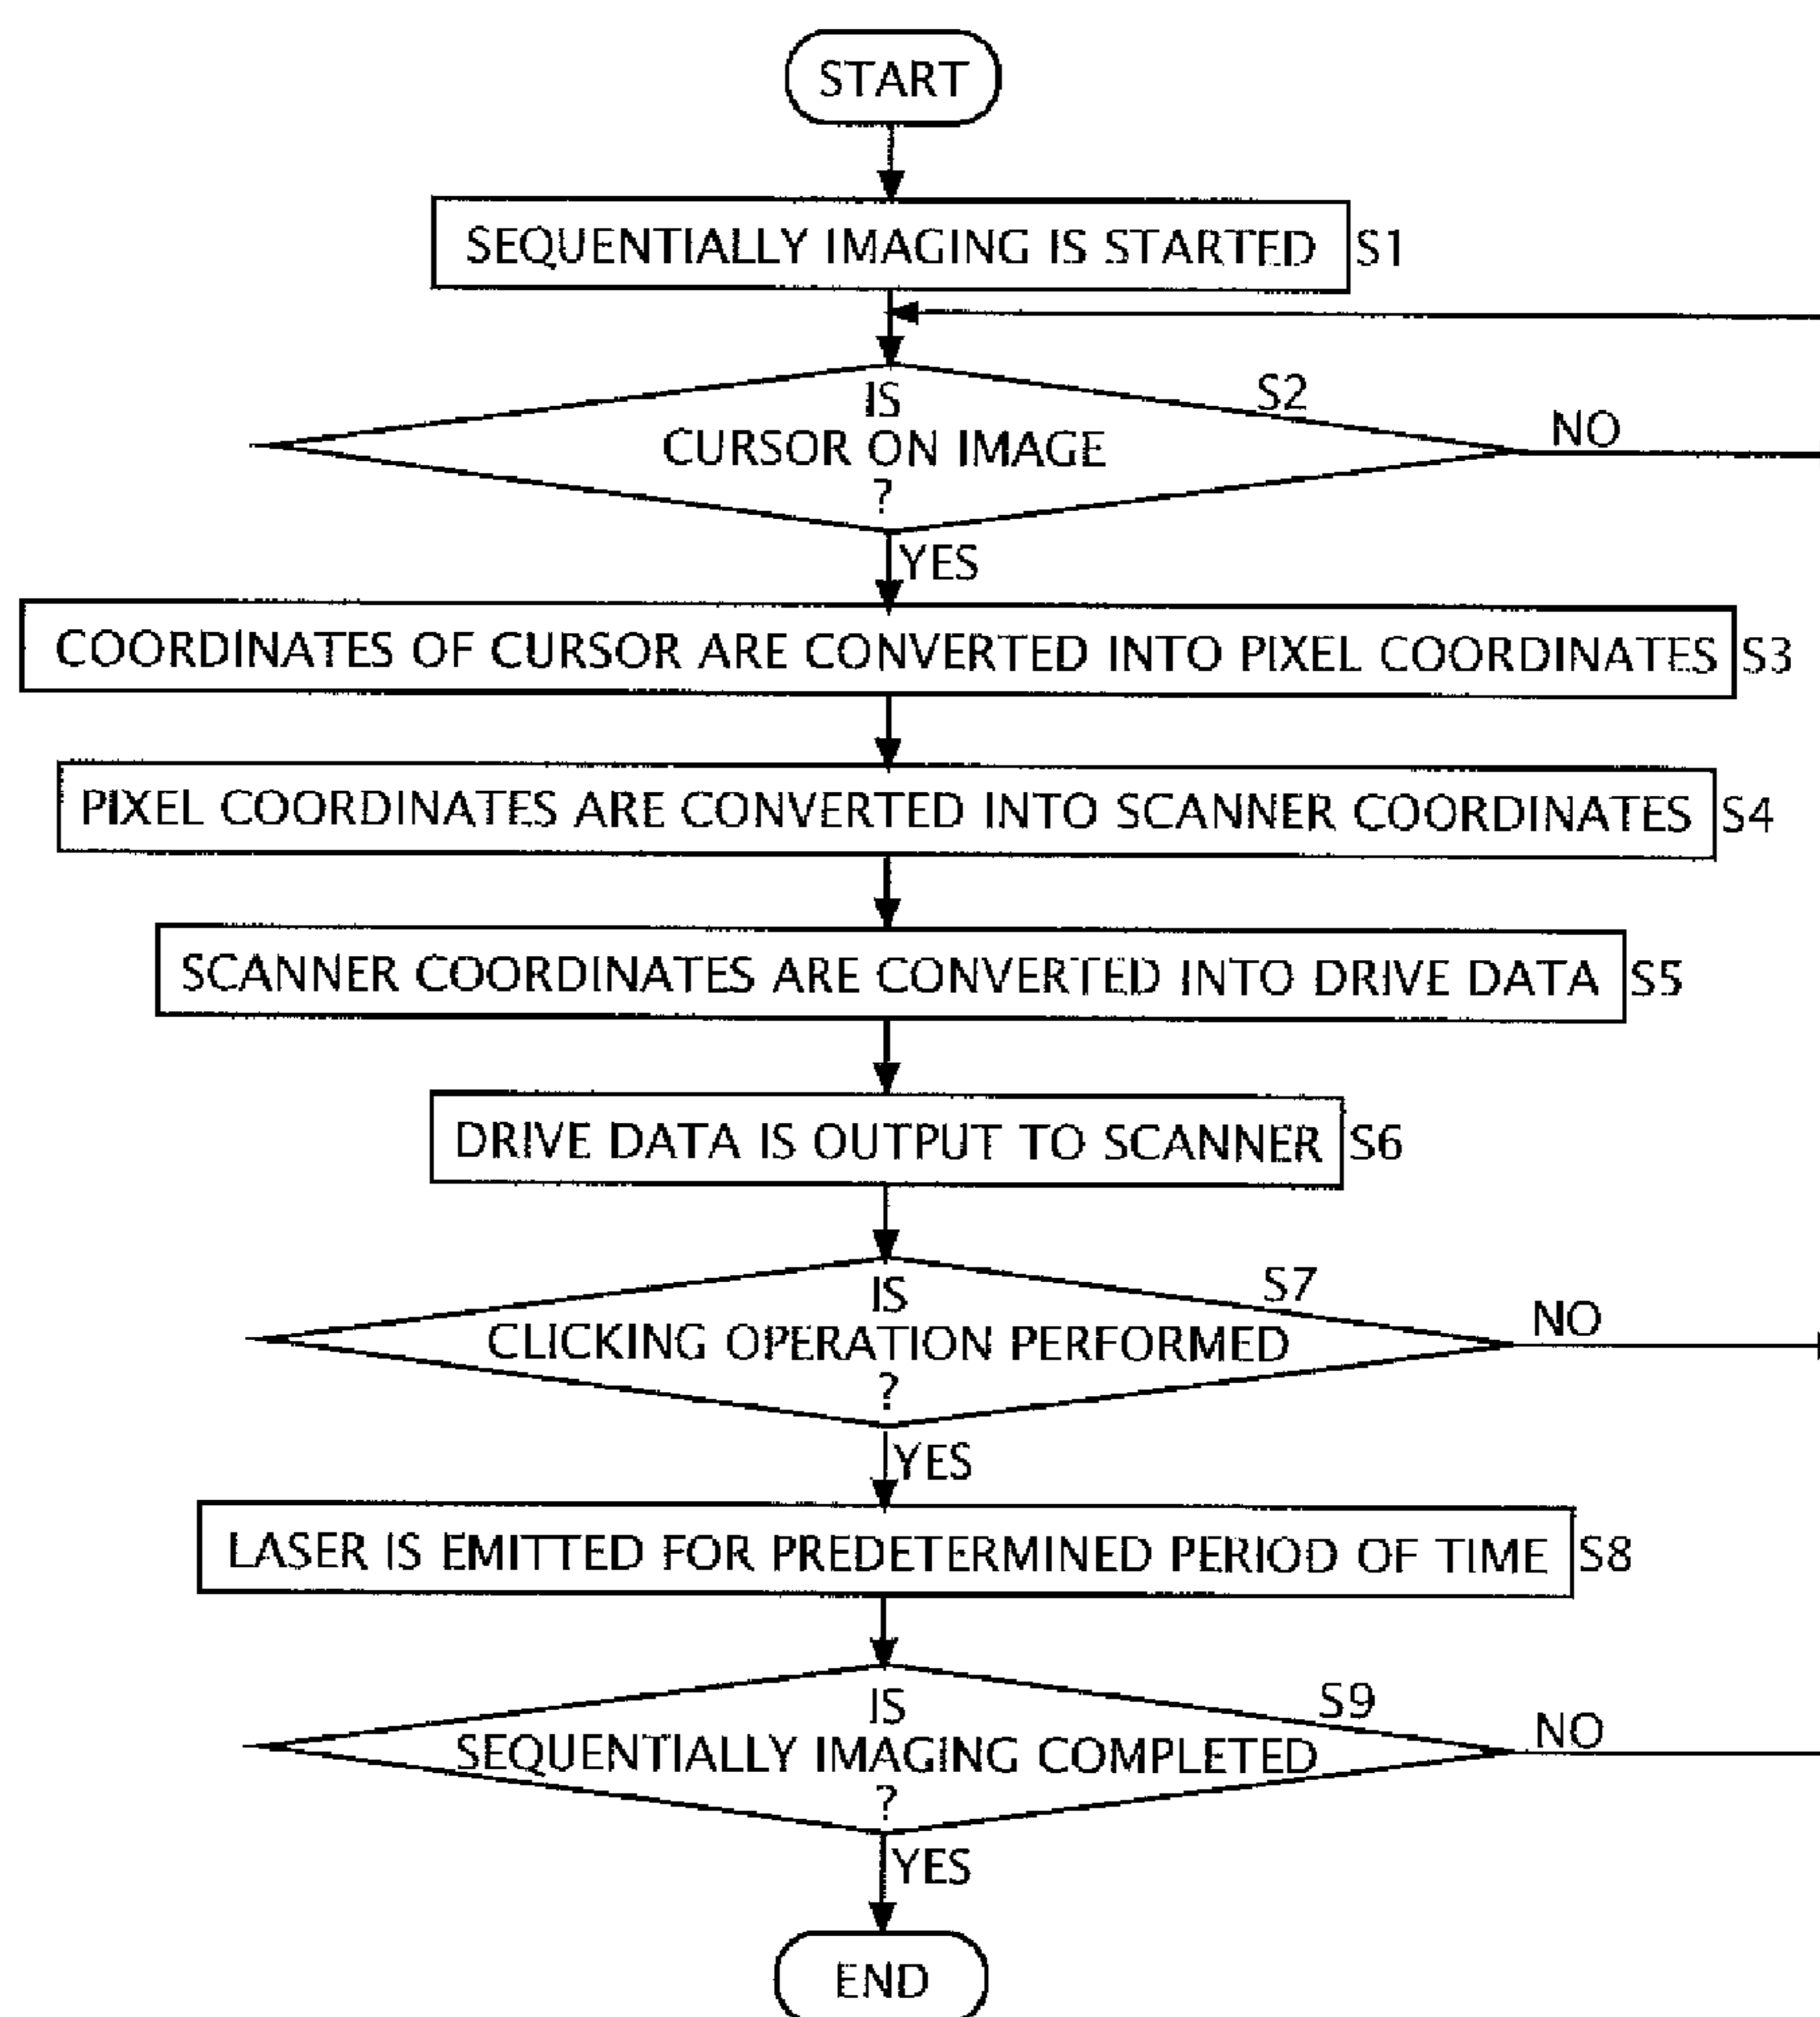 START
SEQUENTIALLY IMAGING IS STARTED S1
S2
IS
CURSOR ON IMAGE
?
NO
YES
COORDINATES OF CURSOR ARE CONVERTED INTO PIXEL COORDINATES S3
PIXEL COORDINATES ARE CONVERTED INTO SCANNER COORDINATES S4
SCANNER COORDINATES ARE CONVERTED INTO DRIVE DATA S5
DRIVE DATA IS OUTPUT TO SCANNER S6
S7
IS
CLICKING OPERATION PERFORMED
?
NO
YES
LASER IS EMITTED FOR PREDETERMINED PERIOD OF TIME S8
S9
IS
SEQUENTIALLY IMAGING COMPLETED
?
NO
YES
END